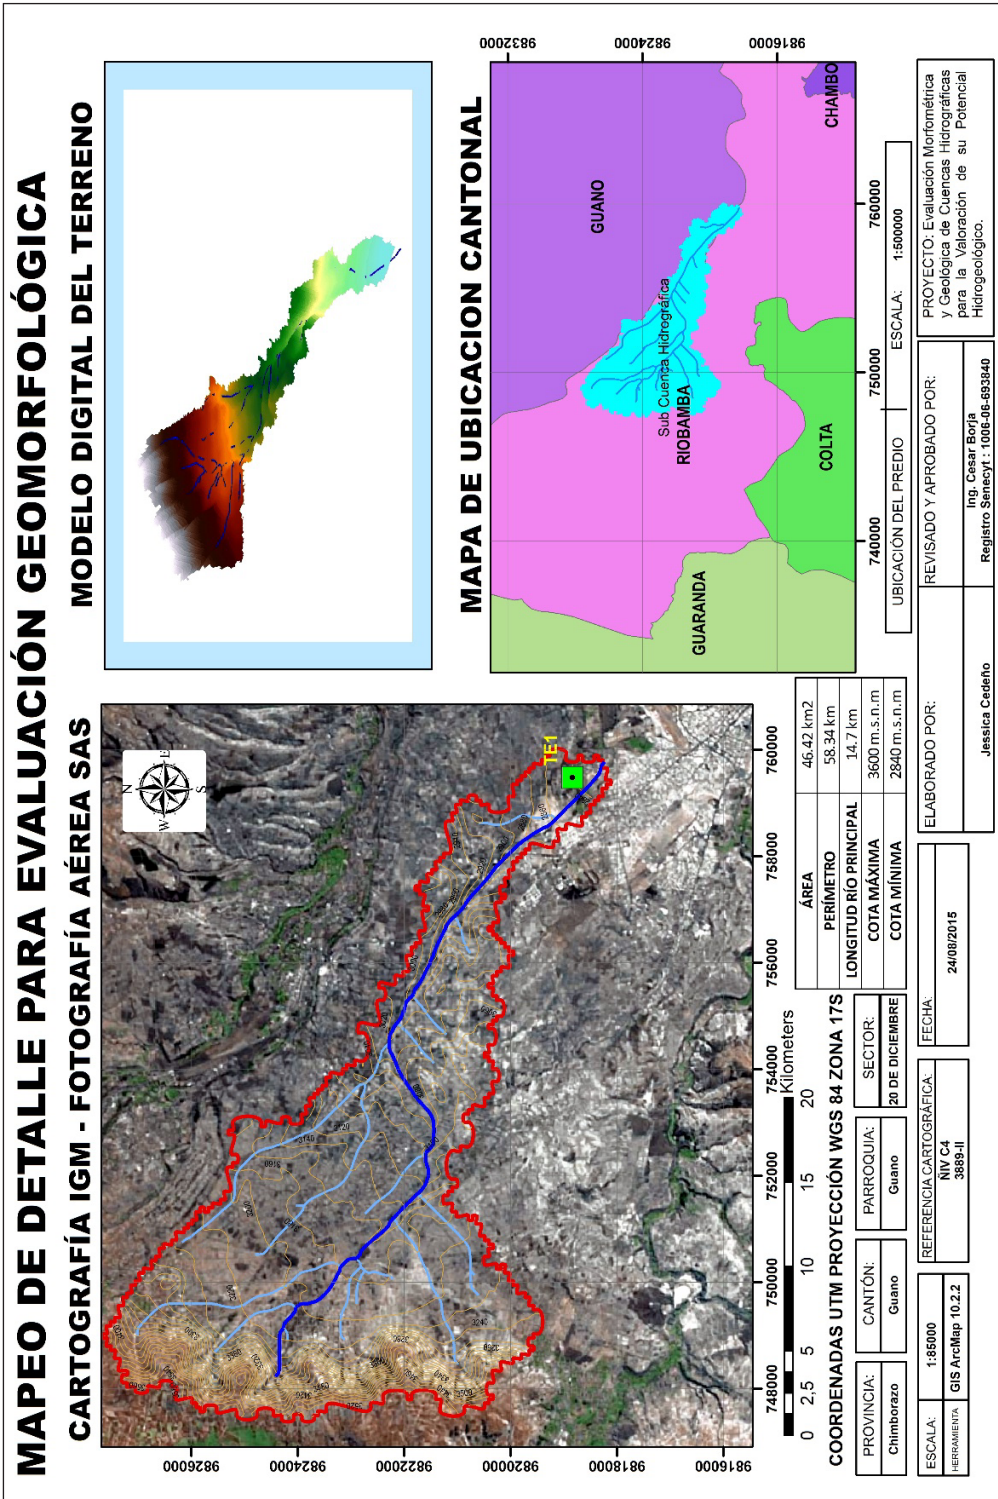 MAPEO DE DETALLE PARA EVALUACIÓN GEOMORFOLÓGICA
CARTOGRAFÍA IGM - FOTOGRAFÍA AÉREA SAS
N
W
E
S
TE1
3140
3120
3240
9826000
9824000
9822000
9820000
9818000
9816000
748000
750000
752000
754000
756000
758000
760000
0 2,5 5 10 15 20
Kilometers
MODELO DIGITAL DEL TERRENO
MAPA DE UBICACION CANTONAL
GUANO
Sub Cuenca Hidrográfica
RIOBAMBA
GUARANDA
COLTA
CHAMBO
9832000
9824000
9816000
740000
750000
760000
UBICACIÓN DEL PREDIO
ESCALA:
1:500000
ÁREA 46.42 km2
PERÍMETRO 58.34 km
LONGITUD RÍO PRINCIPAL 14.7 km
COTA MÁXIMA 3600 m.s.n.m
COTA MÍNIMA 2840 m.s.n.m
COORDENADAS UTM PROYECCIÓN WGS 84 ZONA 17S
PROVINCIA:
Chimborazo
CANTÓN:
Guano
PARROQUIA:
Guano
SECTOR:
20 DE DICIEMBRE
ESCALA: 1:85000
HERRAMIENTA GIS ArcMap 10.2.2
REFERENCIA CARTOGRÁFICA:
ÑIV C4
3889-II
FECHA:
24/08/2015
ELABORADO POR:
Jessica Cedeño
REVISADO Y APROBADO POR:
Ing. Cesar Borja
Registro Senecyt : 1006-06-693840
PROYECTO: Evaluación Morfométrica
y Geológica de Cuencas Hidrográficas
para la Valoración de su Potencial
Hidrogeológico.